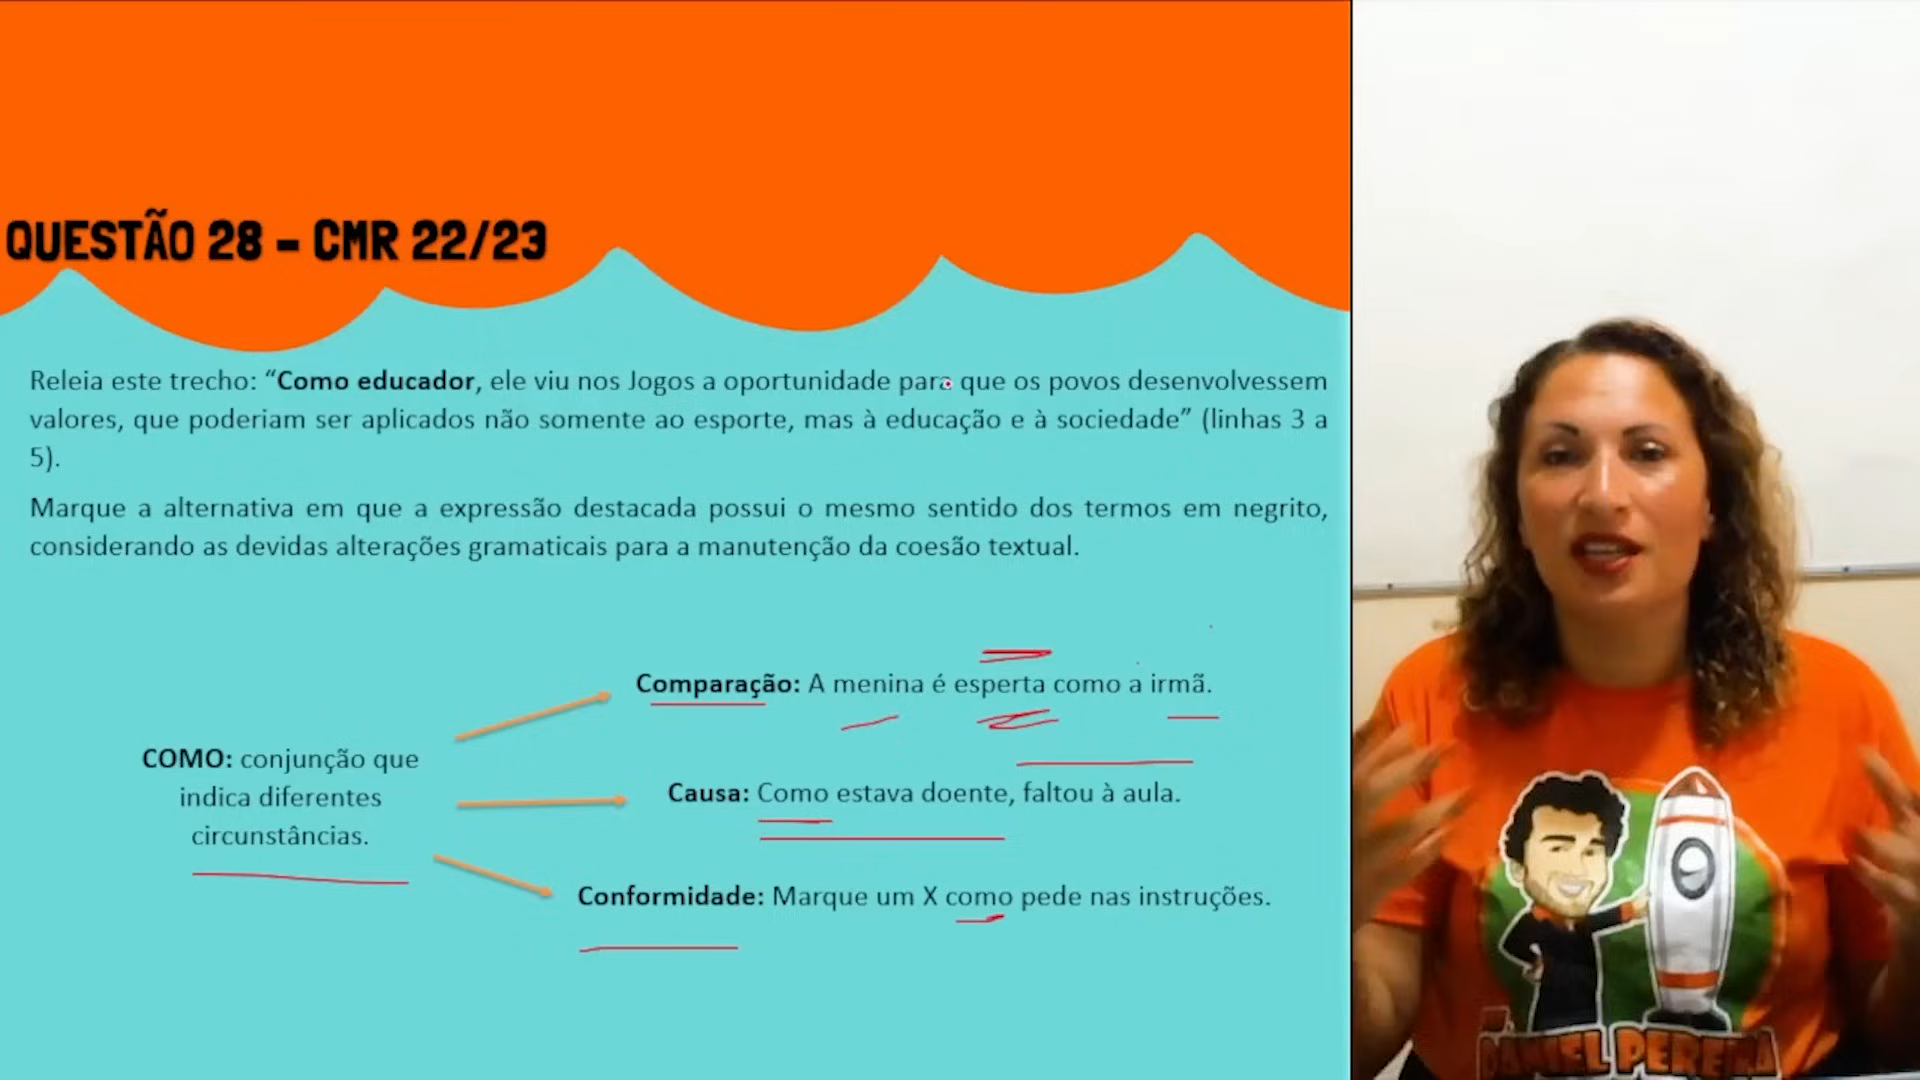 QUESTÃO 28 - CMR 22/23
Releia este trecho: “Como educador, ele viu nos Jogos a oportunidade para que os povos desenvolvessem
valores, que poderiam ser aplicados não somente ao esporte, mas à educação e à sociedade” (linhas 3 a
5).
Marque a alternativa em que a expressão destacada possui o mesmo sentido dos termos em negrito,
considerando as devidas alterações gramaticais para a manutenção da coesão textual.
Comparação: A menina é esperta como a irmã.
COMO: conjunção que
indica diferentes
circunstâncias.
Causa: Como estava doente, faltou à aula.
Conformidade: Marque um X como pede nas instruções.
DANIEL PEREIRA